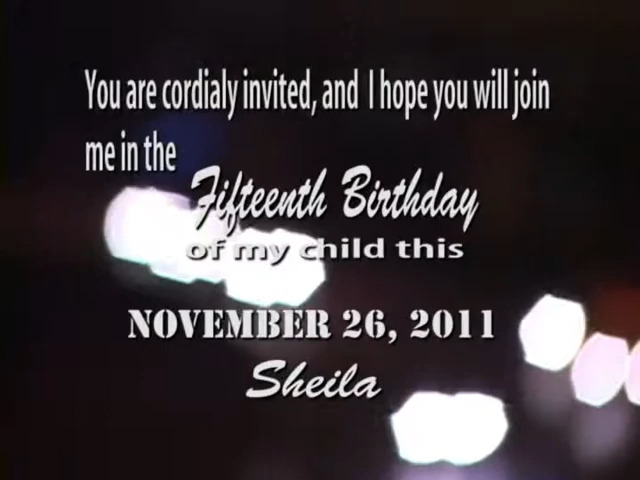 You are cordialy invited, and I hope you will join
me in the
Fifteenth Birthday
of my child this
NOVEMBER 26, 2011
Sheila